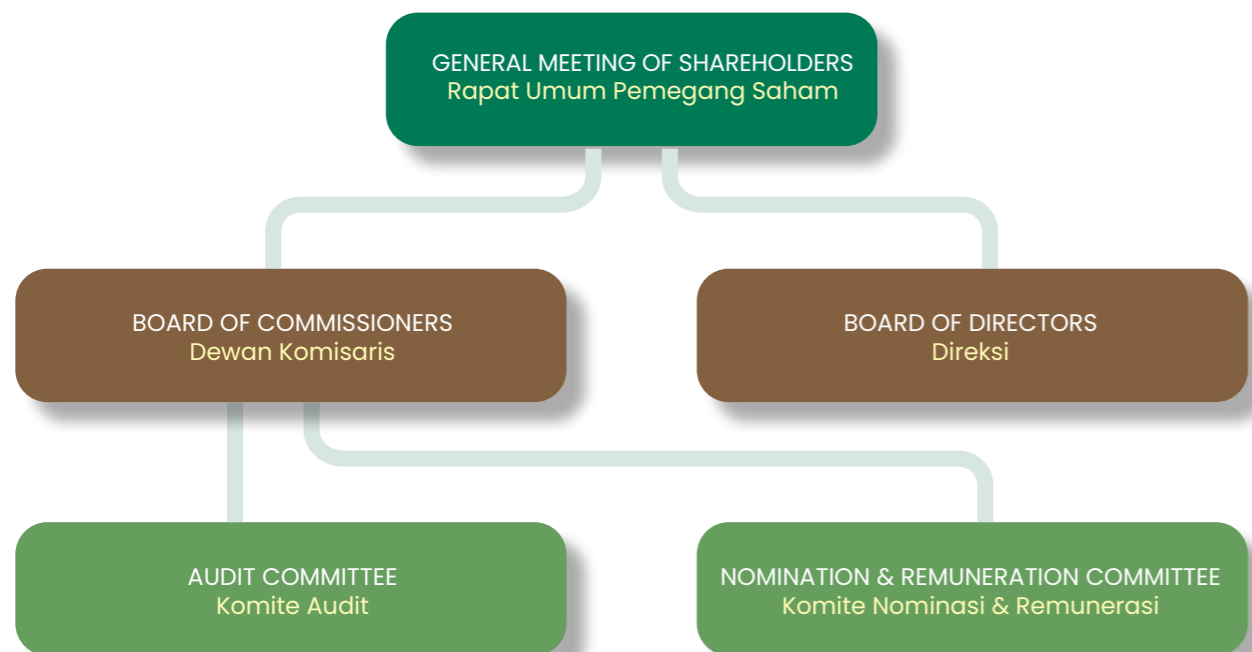 GENERAL MEETING OF SHAREHOLDERS
Rapat Umum Pemegang Saham
BOARD OF COMMISSIONERS
Dewan Komisaris
BOARD OF DIRECTORS
Direksi
AUDIT COMMITTEE
Komite Audit
NOMINATION & REMUNERATION COMMITTEE
Komite Nominasi & Remunerasi